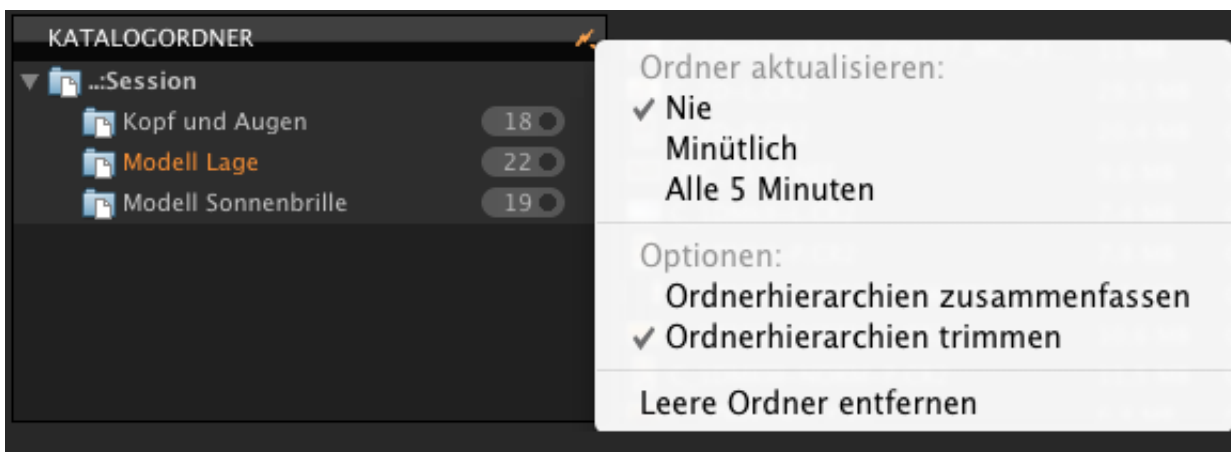 KATALOGORDNER
..:Session
Kopf und Augen 18
Modell Lage 22
Modell Sonnenbrille 19
Ordner aktualisieren:
✓ Nie
Minütlich
Alle 5 Minuten
Optionen:
Ordnerhierarchien zusammenfassen
✓ Ordnerhierarchien trimmen
Leere Ordner entfernen